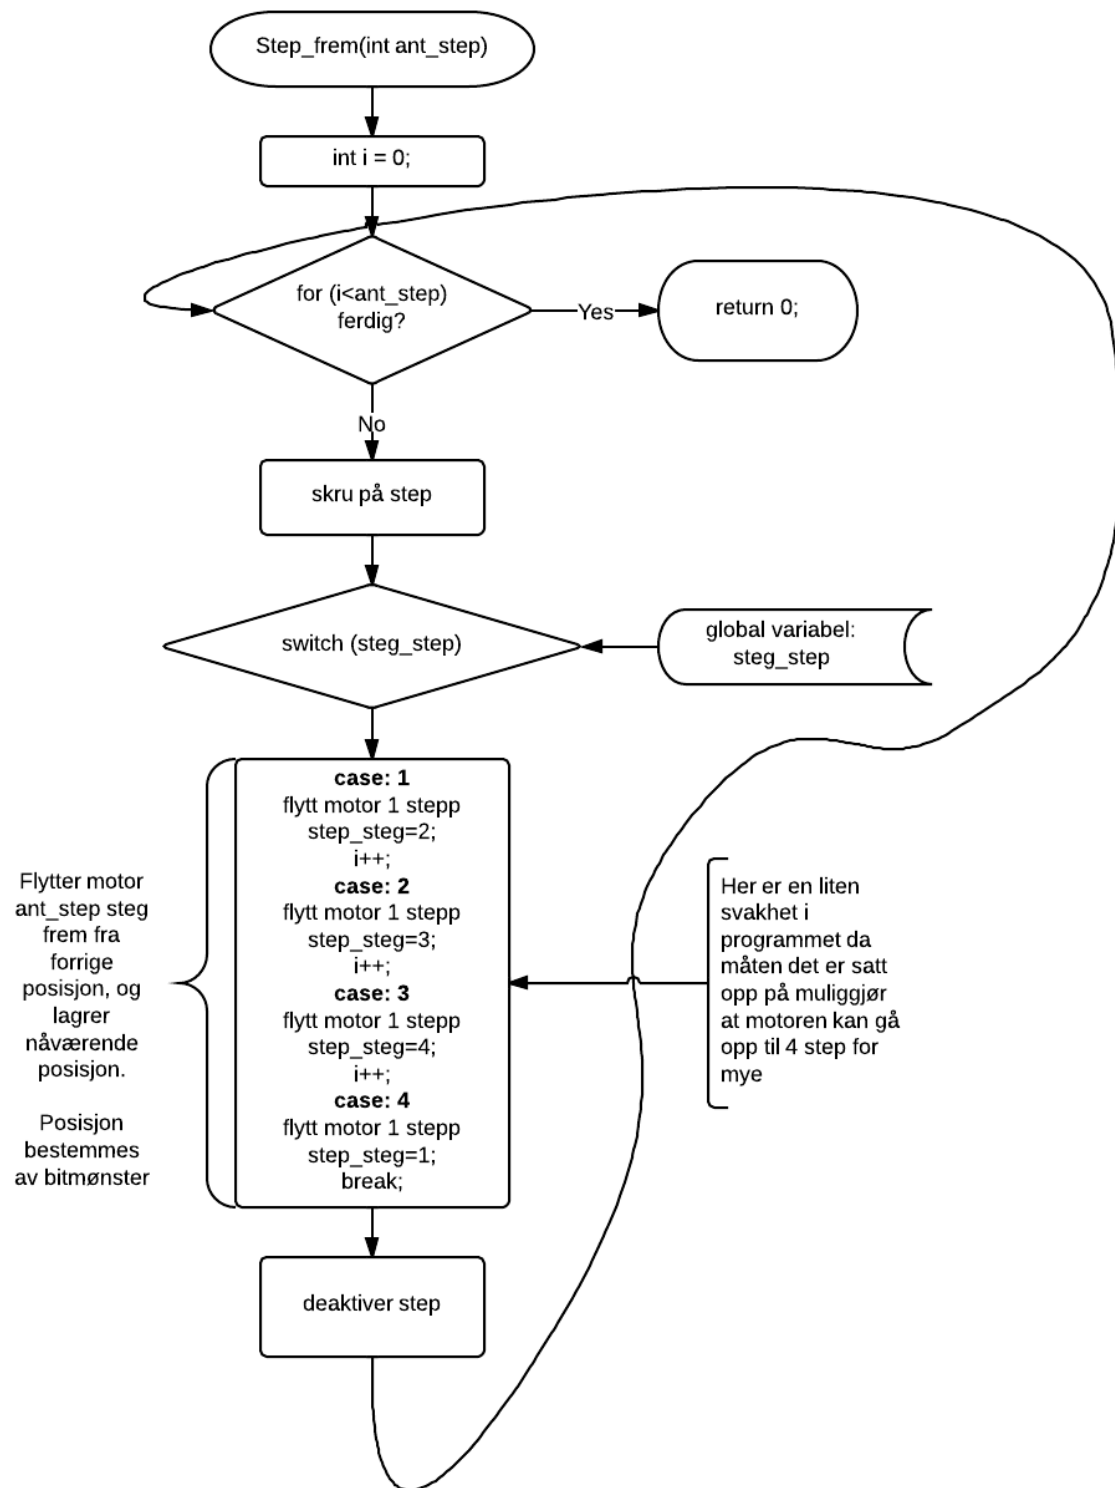 Step_frem(int ant_step)
int i = 0;
for (i<ant_step)
ferdig?
Yes
return 0;
No
skru på step
switch (steg_step)
global variabel:
steg_step
case: 1
flytt motor 1 stepp
step_steg=2;
i++;
case: 2
flytt motor 1 stepp
step_steg=3;
i++;
case: 3
flytt motor 1 stepp
step_steg=4;
i++;
case: 4
flytt motor 1 stepp
step_steg=1;
break;
Flytter motor
ant_step steg
frem fra
forrige
posisjon, og
lagrer
nåværende
posisjon.
Posisjon
bestemmes
av bitmønster
Her er en liten
svakhet i
programmet da
måten det er satt
opp på muliggjør
at motoren kan gå
opp til 4 step for
mye
deaktiver step